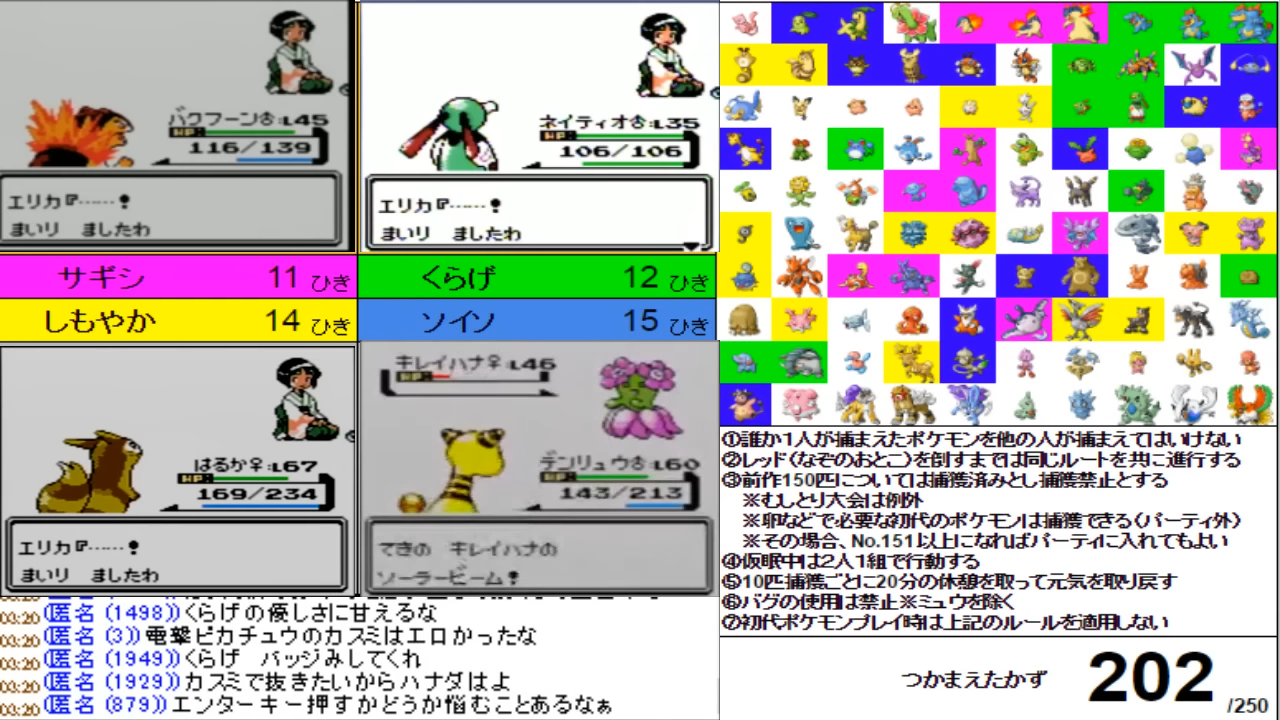 バクフーン♂:L45
HP
116/139
エリカ『……！
まいり ましたわ
ネイティオ♂:L35
HP
106/106
エリカ『……！
まいり ましたわ
サギシ 11 ひき
くらげ 12 ひき
しもやか 14 ひき
ソイソ 15 ひき
はるか♀:L67
HP
169/234
エリカ『……！
まいり ましたわ
キレイハナ♀:L46
HP
デンリュウ♂:L60
HP
143/213
てきの キレイハナの
ソーラービーム！
03:20 (匿名 (1498)) くらげの優しさに甘えるな
03:20 (匿名 (3)) 電撃ピカチュウのカスミはエロかったな
03:20 (匿名 (1949)) くらげ バッジみしてくれ
03:20 (匿名 (1929)) カスミで抜きたいからハナダはよ
03:20 (匿名 (879)) エンターキー押すかどうか悩むことあるなぁ
①誰か1人が捕まえたポケモンを他の人が捕まえてはいけない
②レッド（なぞのおとこ）を倒すまでは同じルートを共に進行する
③前作150匹については捕獲済みとし捕獲禁止とする
※むしとり大会は例外
※卵などで必要な初代のポケモンは捕獲できる（パーティ外）
※その場合、No.151以上になればパーティに入れてもよい
④仮眠中は2人1組で行動する
⑤10匹捕獲ごとに20分の休憩を取って元気を取り戻す
⑥バグの使用は禁止※ミュウを除く
⑦初代ポケモンプレイ時は上記のルールを適用しない
つかまえたかず 202 /250